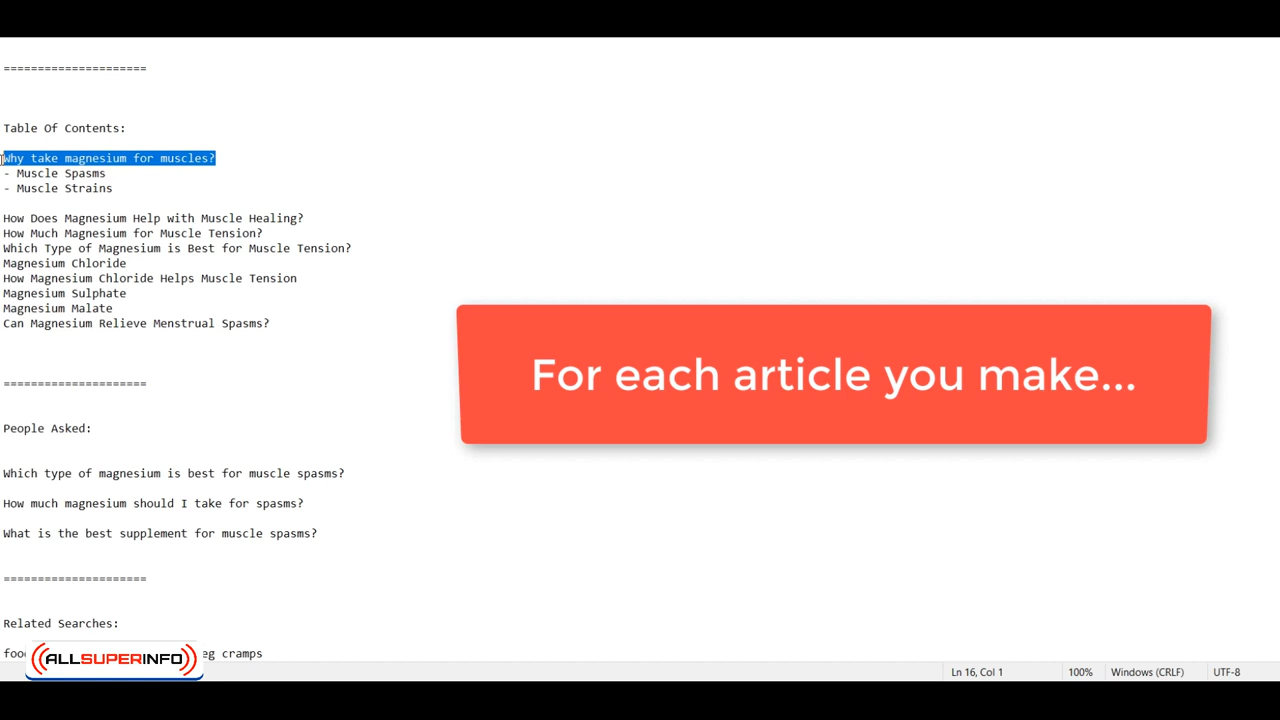 =====================
Table Of Contents:
Why take magnesium for muscles?
- Muscle Spasms
- Muscle Strains
How Does Magnesium Help with Muscle Healing?
How Much Magnesium for Muscle Tension?
Which Type of Magnesium is Best for Muscle Tension?
Magnesium Chloride
How Magnesium Chloride Helps Muscle Tension
Magnesium Sulphate
Magnesium Malate
Can Magnesium Relieve Menstrual Spasms?
For each article you make...
=====================
People Asked:
Which type of magnesium is best for muscle spasms?
How much magnesium should I take for spasms?
What is the best supplement for muscle spasms?
=====================
Related Searches:
cramps
ALLSUPERINFO
Ln 16, Col 1
100%
Windows (CRLF)
UTF-8